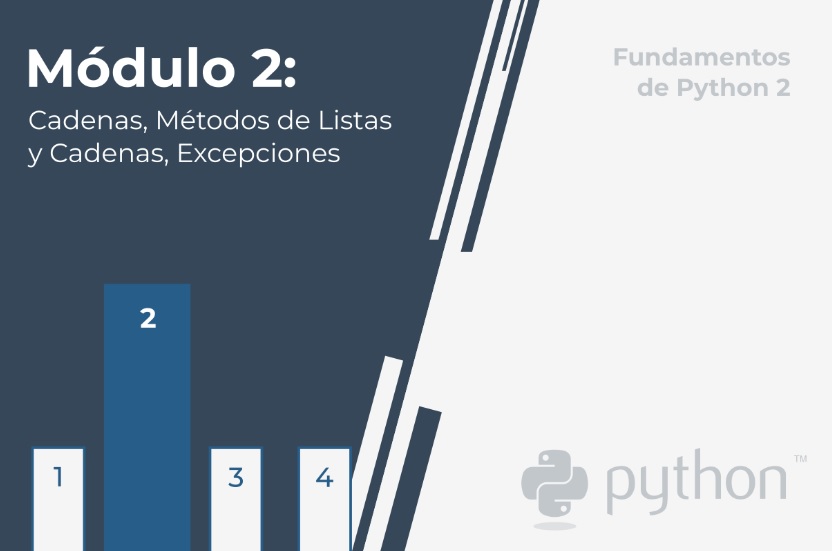 Módulo 2:
Cadenas, Métodos de Listas
y Cadenas, Excepciones
Fundamentos
de Python 2
2
1
3
4
python™